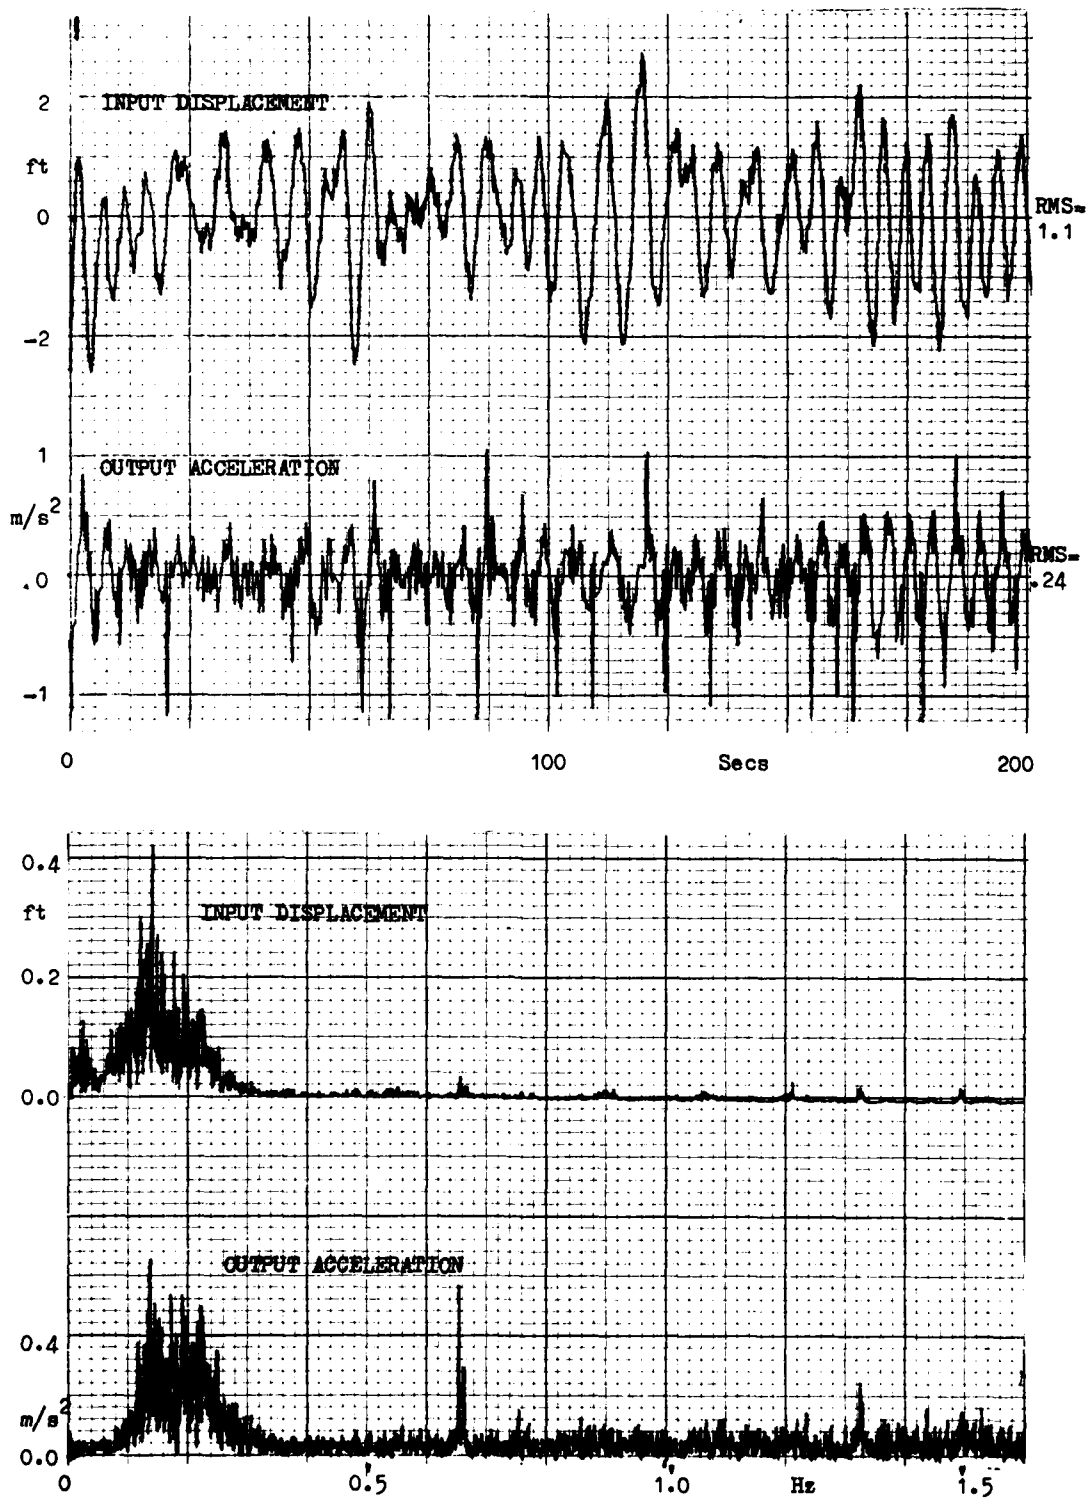 2
INPUT DISPLACEMENT
ft
0
RMS=
1.1
-2
1
OUTPUT ACCELERATION
m/s²
.0
RMS=
.24
-1
0
100
Secs
200
0.4
ft
INPUT DISPLACEMENT
0.2
0.0
OUTPUT ACCELERATION
0.4
m/s²
0.0
0
0.5
1.0
Hz
1.5